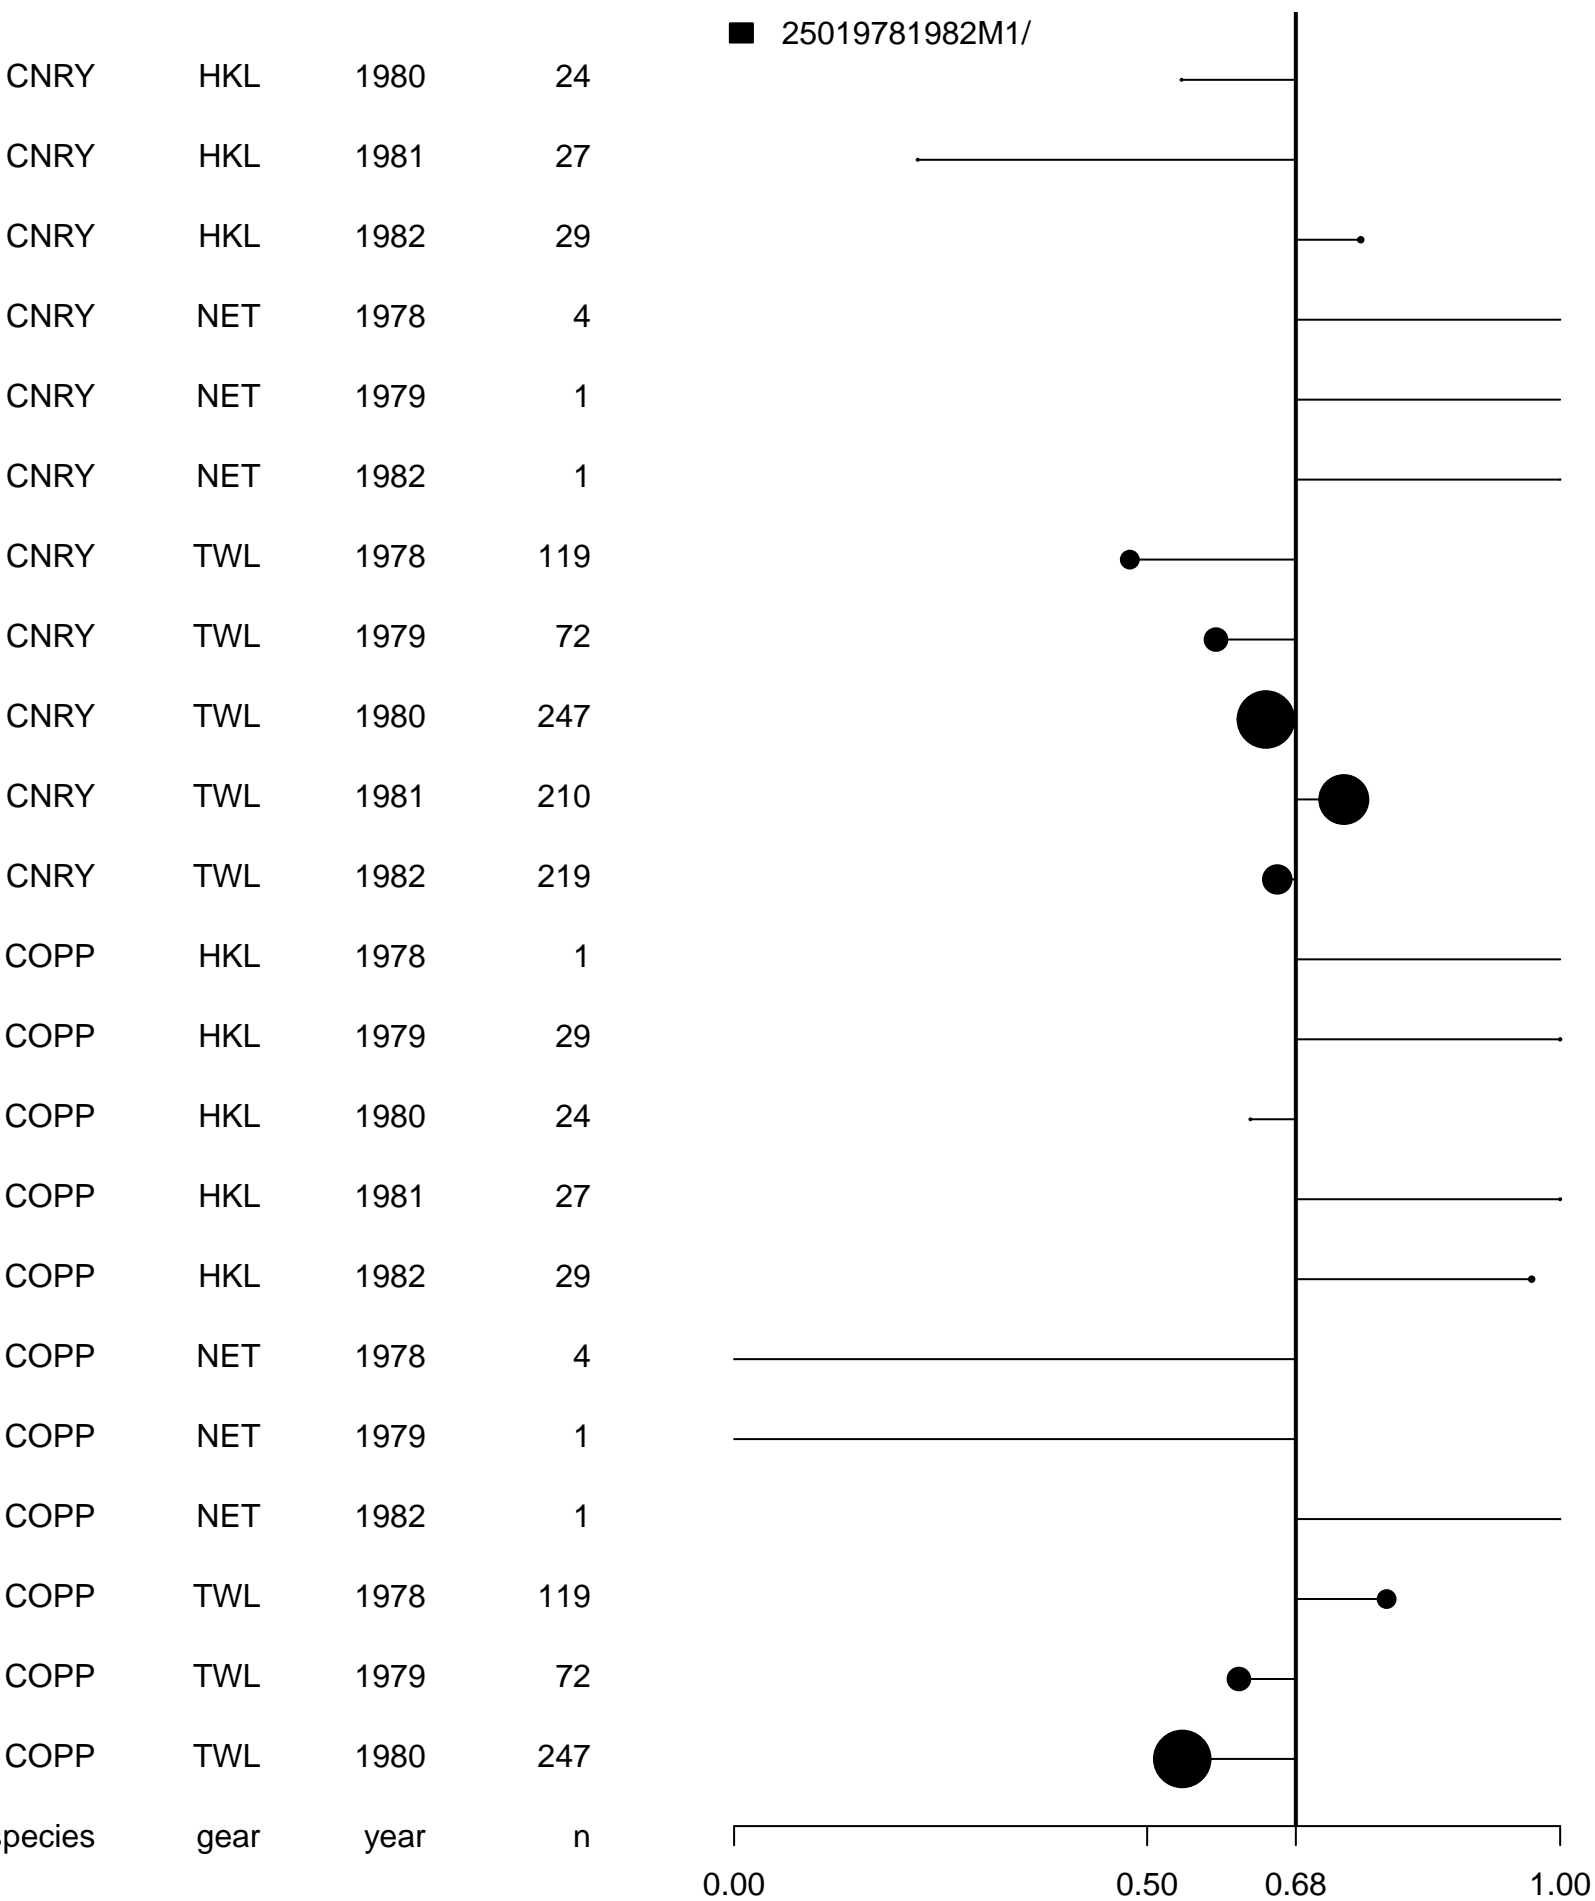 25019781982M1/
CNRY HKL 1980 24
CNRY HKL 1981 27
CNRY HKL 1982 29
CNRY NET 1978 4
CNRY NET 1979 1
CNRY NET 1982 1
CNRY TWL 1978 119
CNRY TWL 1979 72
CNRY TWL 1980 247
CNRY TWL 1981 210
CNRY TWL 1982 219
COPP HKL 1978 1
COPP HKL 1979 29
COPP HKL 1980 24
COPP HKL 1981 27
COPP HKL 1982 29
COPP NET 1978 4
COPP NET 1979 1
COPP NET 1982 1
COPP TWL 1978 119
COPP TWL 1979 72
COPP TWL 1980 247
pecies gear year n
0.00 0.50 0.68 1.00